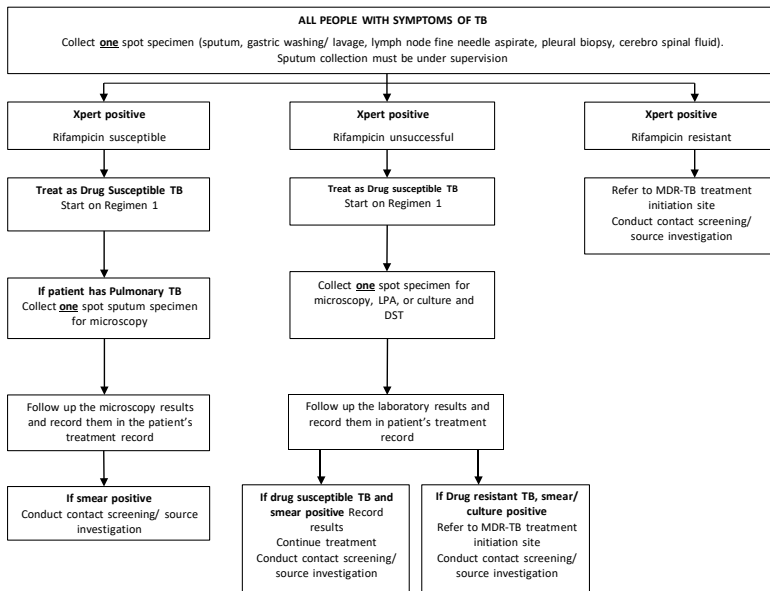 ALL PEOPLE WITH SYMPTOMS OF TB
Collect one spot specimen (sputum, gastric washing/ lavage, lymph node fine needle aspirate, pleural biopsy, cerebro spinal fluid).
Sputum collection must be under supervision
Xpert positive
Rifampicin susceptible
Xpert positive
Rifampicin unsuccessful
Xpert positive
Rifampicin resistant
Treat as Drug Susceptible TB
Start on Regimen 1
Treat as Drug susceptible TB
Start on Regimen 1
Refer to MDR-TB treatment
initiation site
Conduct contact screening/
source investigation
If patient has Pulmonary TB
Collect one spot sputum specimen
for microscopy
Collect one spot specimen for
microscopy, LPA, or culture and
DST
Follow up the microscopy results
and record them in the patient's
treatment record
Follow up the laboratory results and
record them in patient's treatment
record
If smear positive
Conduct contact screening/ source
investigation
If drug susceptible TB and
smear positive Record
results
Continue treatment
Conduct contact screening/
source investigation
If Drug resistant TB, smear/
culture positive
Refer to MDR-TB treatment
initiation site
Conduct contact screening/
source investigation